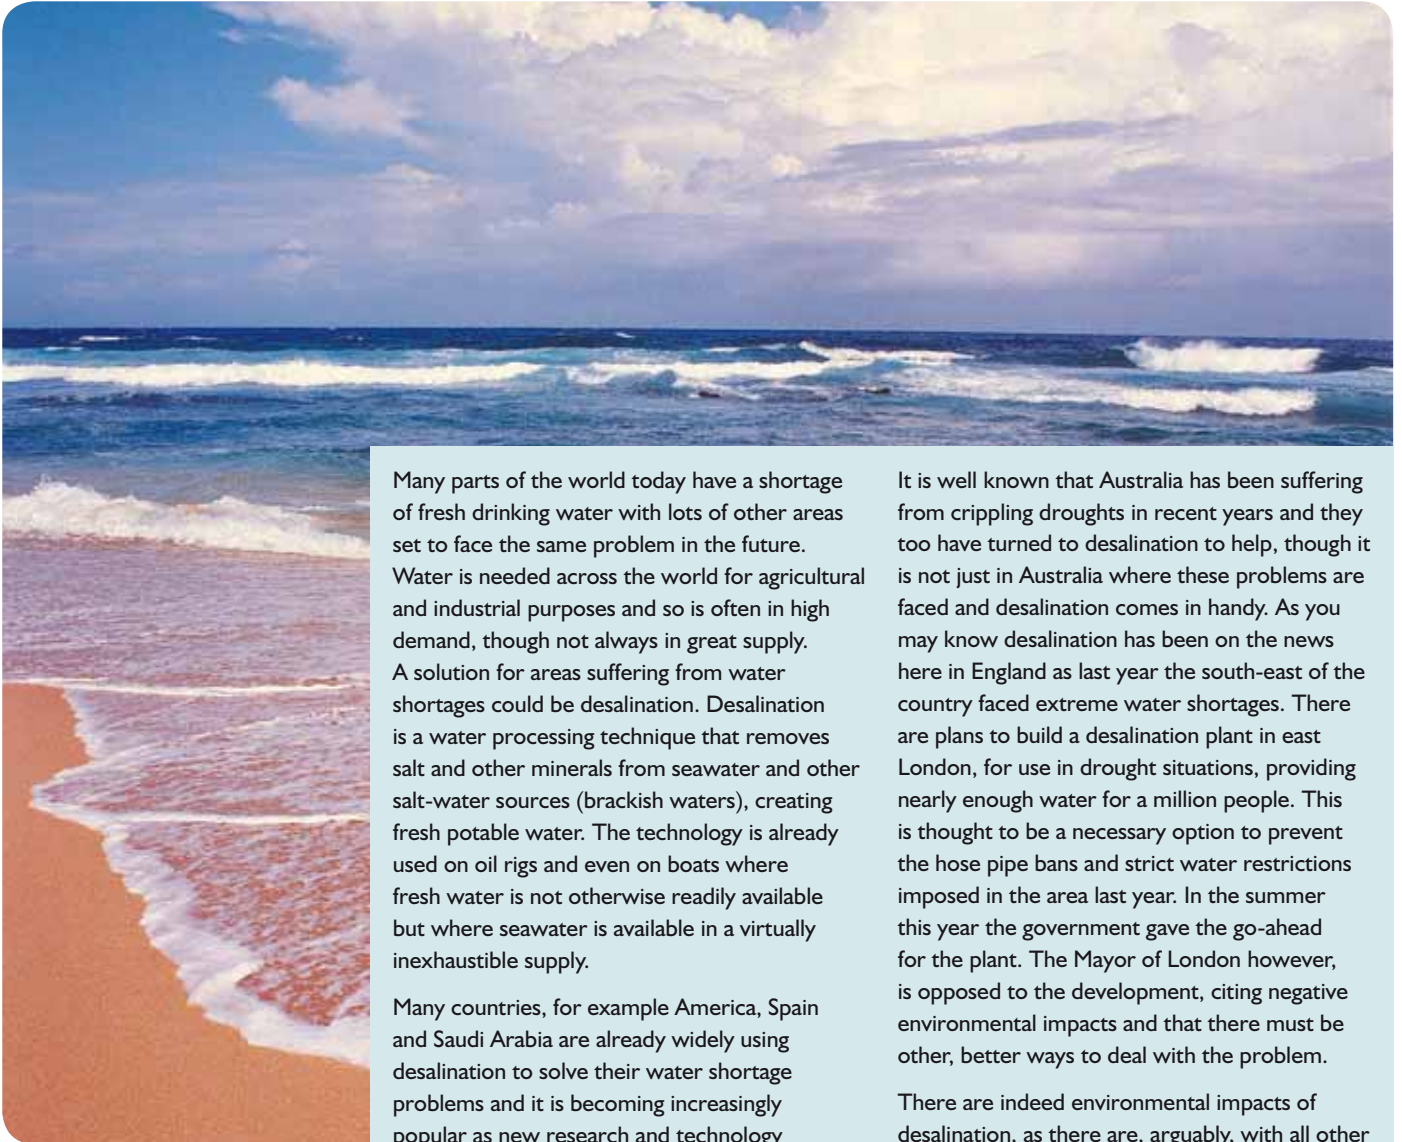 Many parts of the world today have a shortage
of fresh drinking water with lots of other areas
set to face the same problem in the future.
Water is needed across the world for agricultural
and industrial purposes and so is often in high
demand, though not always in great supply.
A solution for areas suffering from water
shortages could be desalination. Desalination
is a water processing technique that removes
salt and other minerals from seawater and other
salt-water sources (brackish waters), creating
fresh potable water. The technology is already
used on oil rigs and even on boats where
fresh water is not otherwise readily available
but where seawater is available in a virtually
inexhaustible supply.
Many countries, for example America, Spain
and Saudi Arabia are already widely using
desalination to solve their water shortage
problems and it is becoming increasingly
popular as new research and technology
It is well known that Australia has been suffering
from crippling droughts in recent years and they
too have turned to desalination to help, though it
is not just in Australia where these problems are
faced and desalination comes in handy. As you
may know desalination has been on the news
here in England as last year the south-east of the
country faced extreme water shortages. There
are plans to build a desalination plant in east
London, for use in drought situations, providing
nearly enough water for a million people. This
is thought to be a necessary option to prevent
the hose pipe bans and strict water restrictions
imposed in the area last year. In the summer
this year the government gave the go-ahead
for the plant. The Mayor of London however,
is opposed to the development, citing negative
environmental impacts and that there must be
other, better ways to deal with the problem.
There are indeed environmental impacts of
desalination, as there are, arguably, with all other